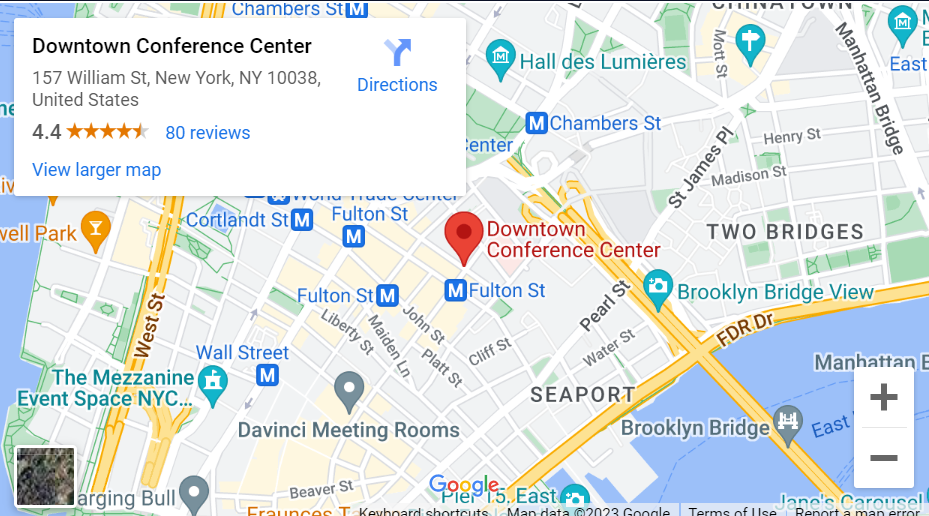 Chambers St
CHINATOWN
Downtown Conference Center
157 William St, New York, NY 10038,
United States
4.4
80 reviews
View larger map
Directions
Hall des Lumières
Mott St
Manhattan Bridge
East
Chambers St
Center
Henry St
Madison St
St James Pl
World Trade Center
Cortlandt St
Fulton St
well Park
Downtown
Conference Center
TWO BRIDGES
Fulton St
Fulton St
Brooklyn Bridge View
West St
Pearl St
FDR Dr
Liberty St
Maiden Ln
John St
Platt St
Cliff St
Water St
Wall Street
The Mezzanine
Event Space NYC...
SEAPORT
Manhattan B
Davinci Meeting Rooms
Brooklyn Bridge
East
arging Bull
Beaver St
Fraunces T
Google
Pier 15, East
Jane's Carousel
Keyboard shortcuts
Map data ©2023 Google
Terms of Use
Report a map error